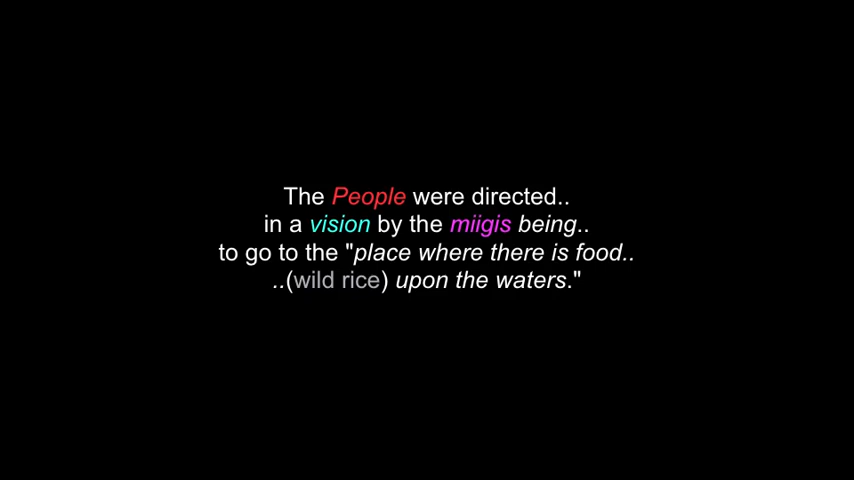 The People were directed..
in a vision by the miigis being..
to go to the "place where there is food..
..(wild rice) upon the waters."